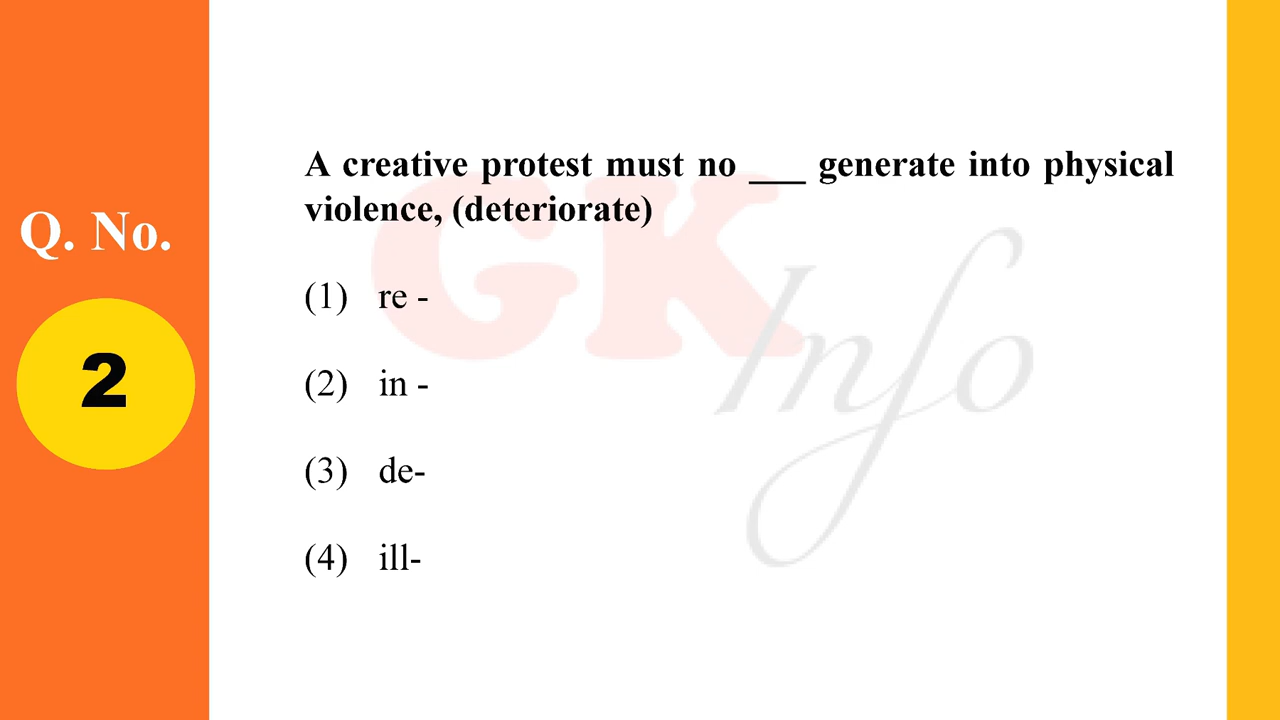 Q. No.
2
A creative protest must no ___ generate into physical
violence, (deteriorate)
(1) re -
(2) in -
(3) de-
(4) ill-
GK
Info